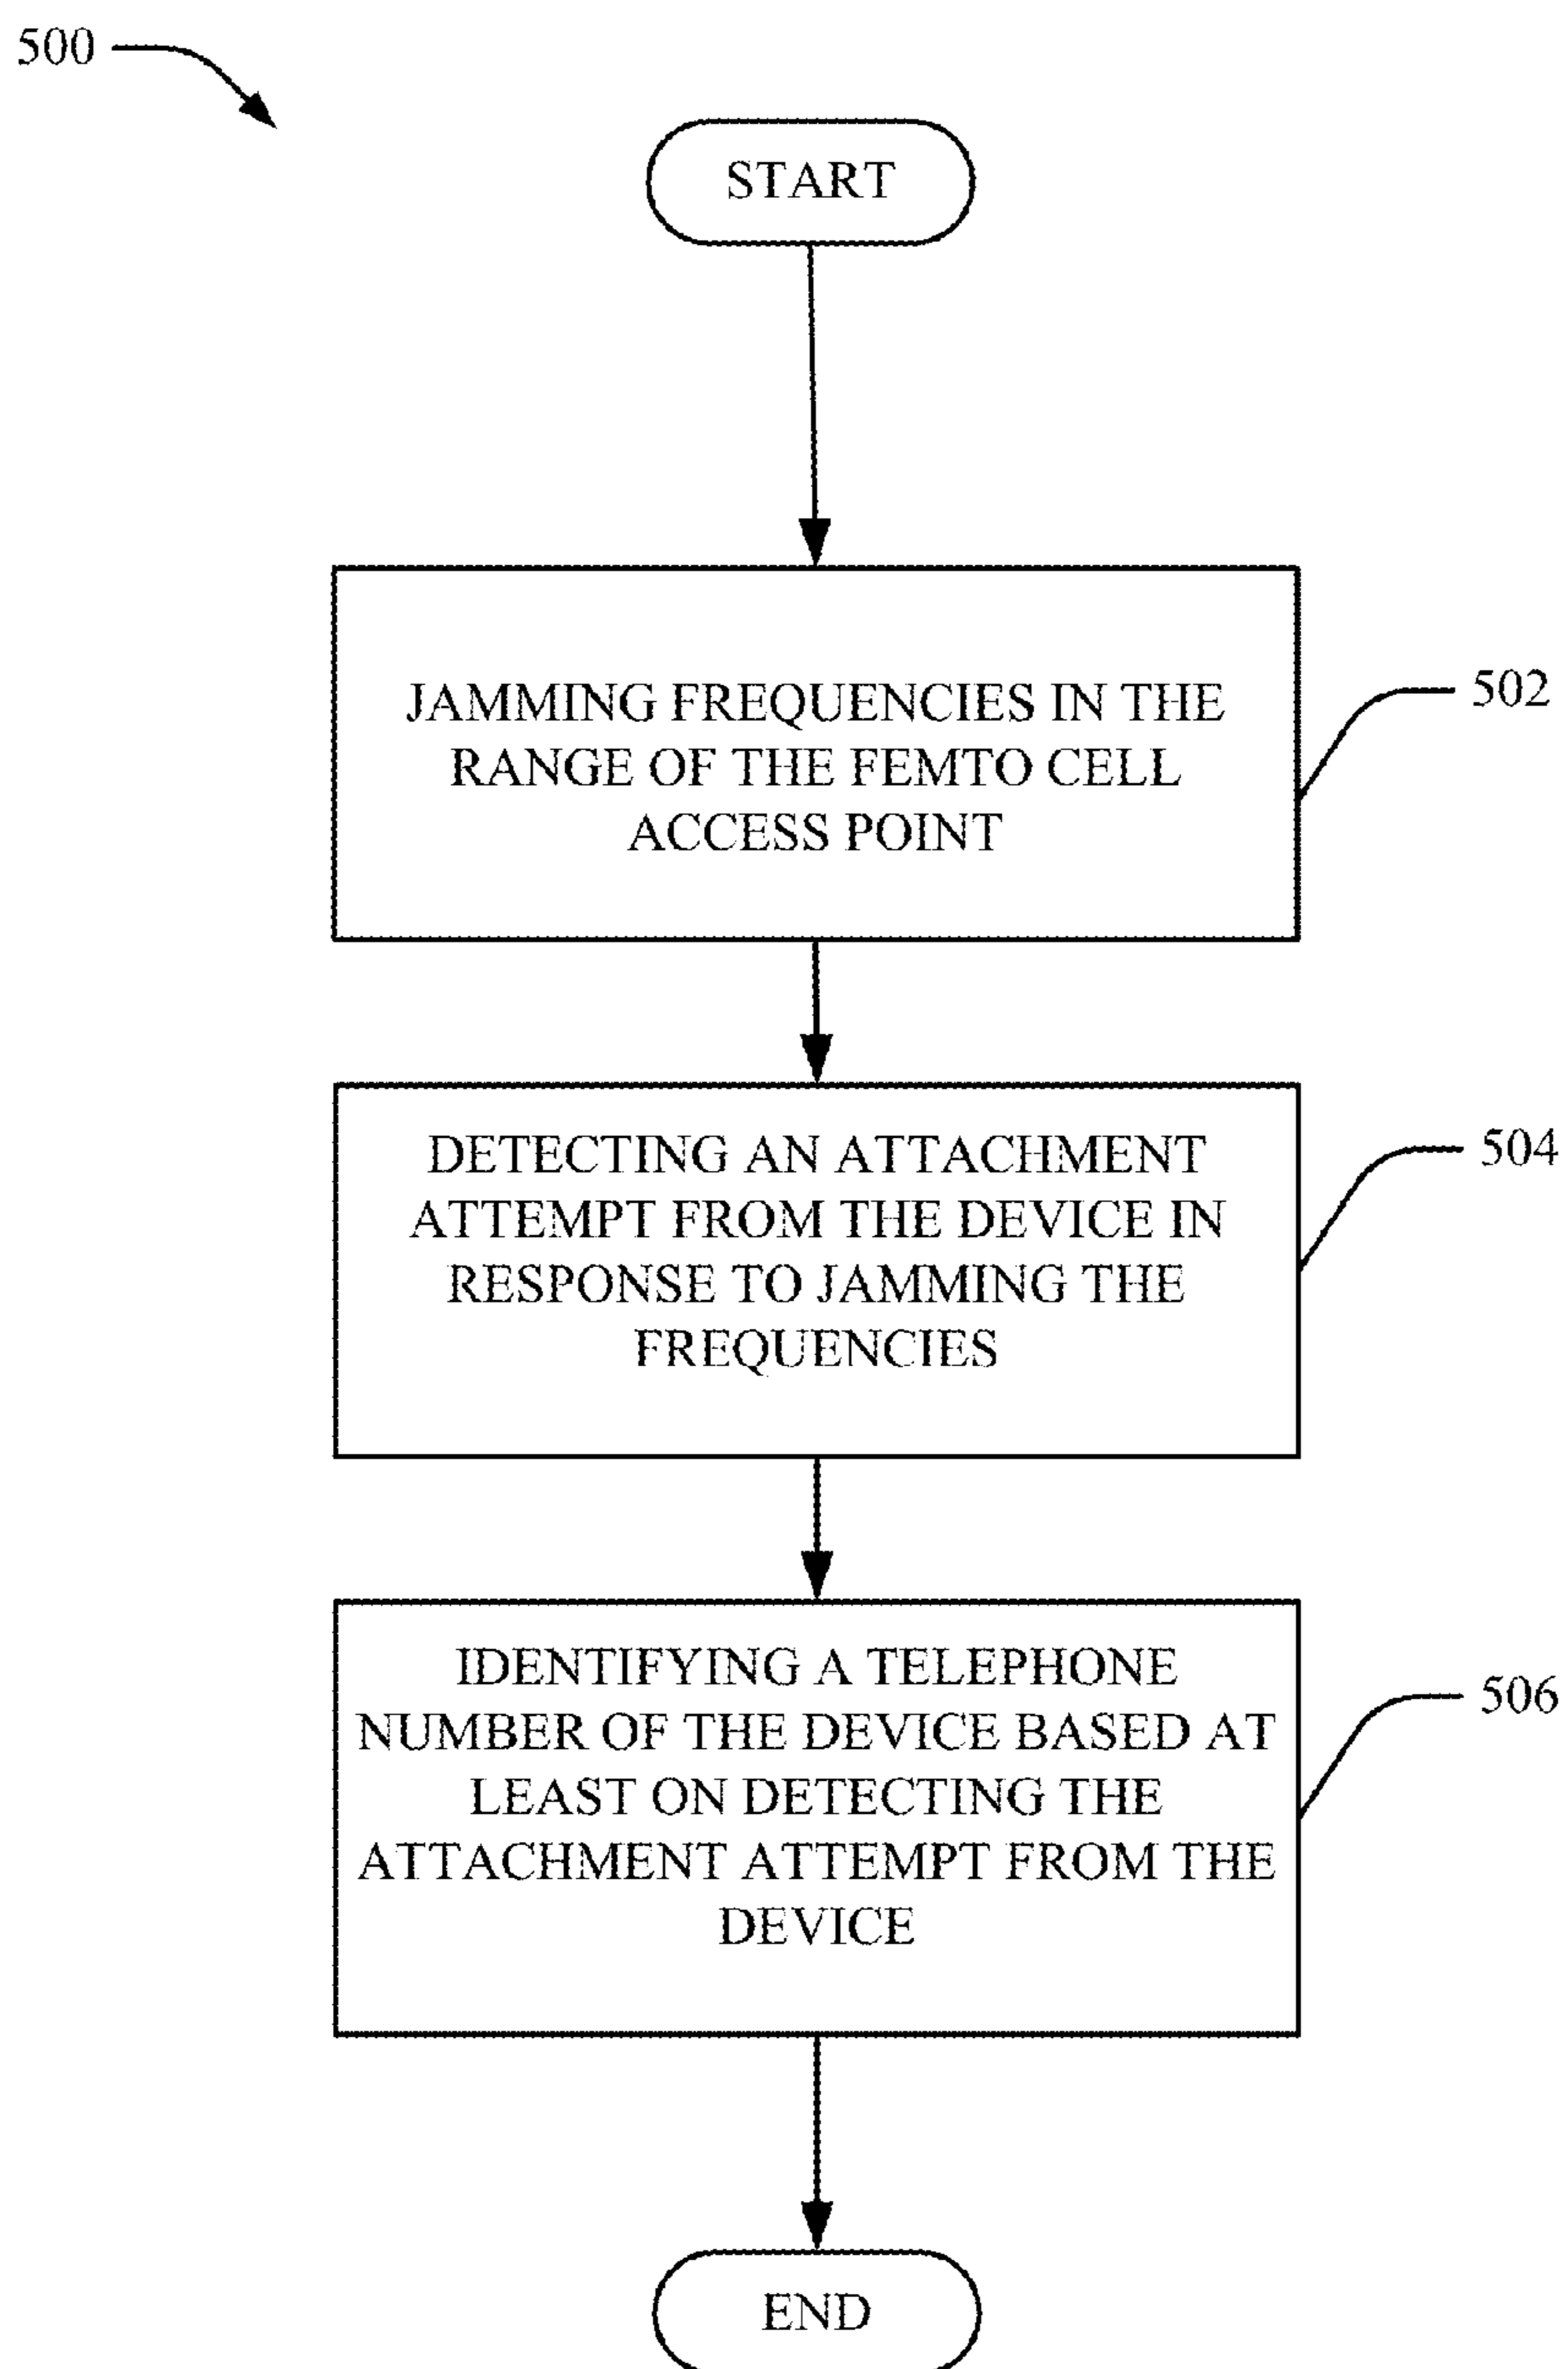 500
START
JAMMING FREQUENCIES IN THE
RANGE OF THE FEMTO CELL
ACCESS POINT
502
DETECTING AN ATTACHMENT
ATTEMPT FROM THE DEVICE IN
RESPONSE TO JAMMING THE
FREQUENCIES
504
IDENTIFYING A TELEPHONE
NUMBER OF THE DEVICE BASED AT
LEAST ON DETECTING THE
ATTACHMENT ATTEMPT FROM THE
DEVICE
506
END